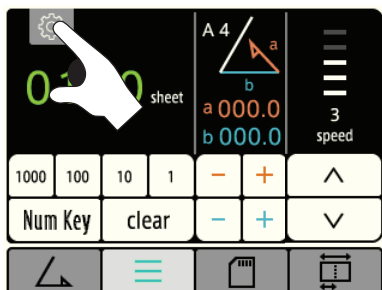 A 4
a
b
sheet
a 000.0
b 000.0
3
speed
1000 100 10 1 − +
Num Key clear − +